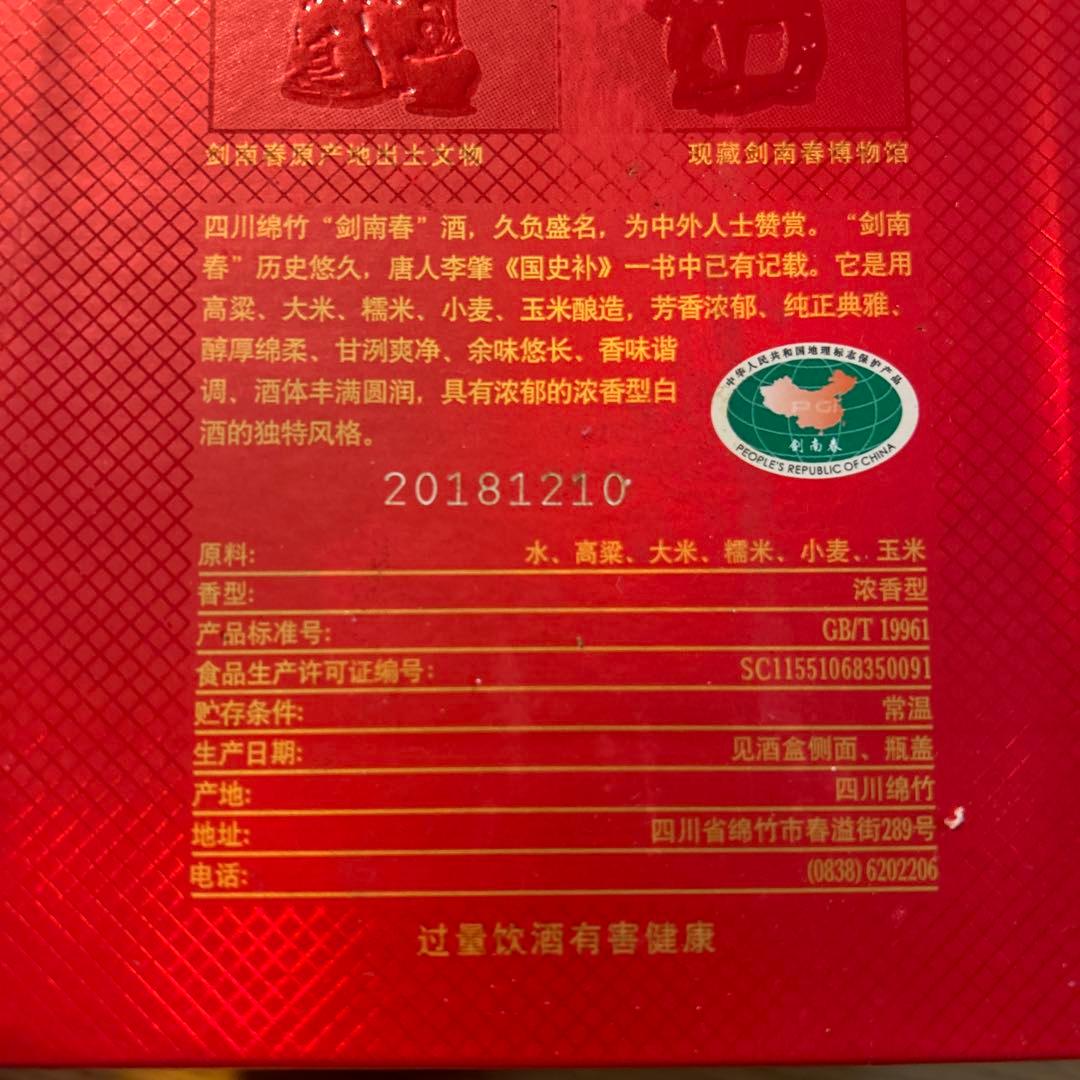 剑南春原产地出土文物
现藏剑南春博物馆
四川绵竹“剑南春”酒，久负盛名，为中外人士赞赏。“剑南
春”历史悠久，唐人李肇《国史补》一书中已有记载。它是用
高粱、大米、糯米、小麦、玉米酿造，芳香浓郁、纯正典雅、
醇厚绵柔、甘洌爽净、余味悠长、香味谐
调、酒体丰满圆润，具有浓郁的浓香型白
酒的独特风格。
中华人民共和国地理标志保护产品
PGI
剑南春
PEOPLE'S REPUBLIC OF CHINA
20181210
原料: 水、高粱、大米、糯米、小麦、玉米
香型: 浓香型
产品标准号: GB/T 19961
食品生产许可证编号: SC11551068350091
贮存条件: 常温
生产日期: 见酒盒侧面、瓶盖
产地: 四川绵竹
地址: 四川省绵竹市春溢街289号
电话: (0838) 6202206
过量饮酒有害健康